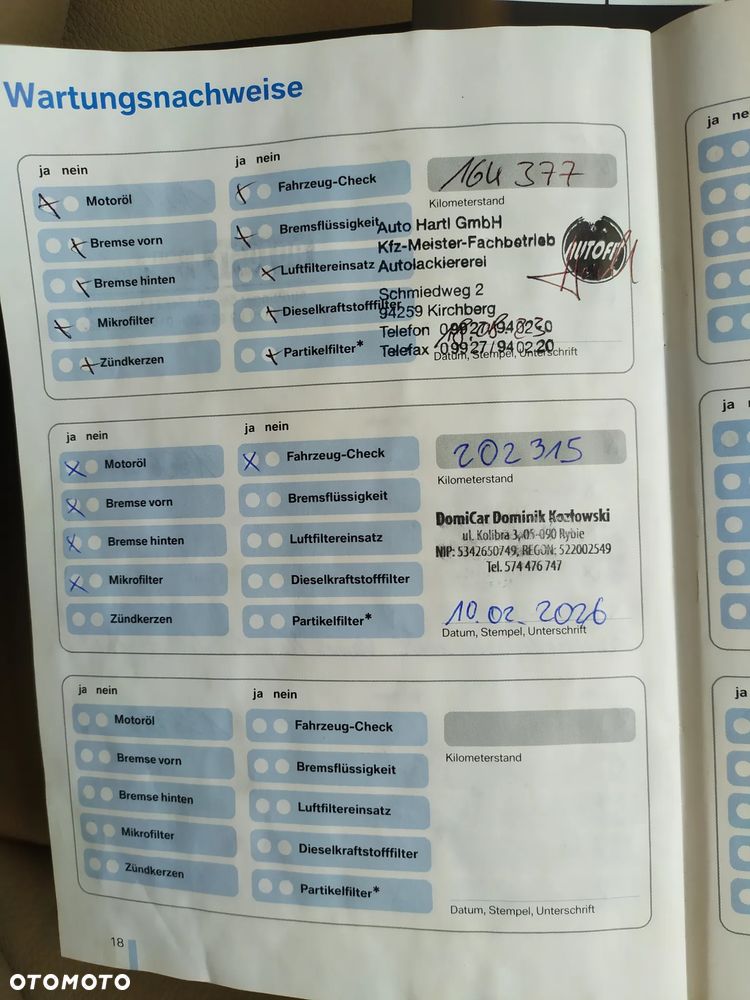 Wartungsnachweise
ja nein
Motoröl
Bremse vorn
Bremse hinten
Mikrofilter
Zündkerzen
ja nein
Fahrzeug-Check
Bremsflüssigkeit
Luftfiltereinsatz
Dieselkraftstofffilter
Partikelfilter*
164 377
Kilometerstand
Auto Hartl GmbH
Kfz-Meister-Fachbetrieb
Autolackiererei
Schmiedweg 2
94259 Kirchberg
Telefon 09927/940230
Telefax 09927/940220
Datum, Stempel, Unterschrift
ja nein
Motoröl
Bremse vorn
Bremse hinten
Mikrofilter
Zündkerzen
ja nein
Fahrzeug-Check
Bremsflüssigkeit
Luftfiltereinsatz
Dieselkraftstofffilter
Partikelfilter*
202 315
Kilometerstand
DomiCar Dominik Kozłowski
ul. Kolibra 3, 05-090 Rybie
NIP: 5342650749, REGON: 522002549
Tel. 574 476 747
10.02.2026
Datum, Stempel, Unterschrift
ja nein
Motoröl
Bremse vorn
Bremse hinten
Mikrofilter
Zündkerzen
ja nein
Fahrzeug-Check
Bremsflüssigkeit
Luftfiltereinsatz
Dieselkraftstofffilter
Partikelfilter*
Kilometerstand
Datum, Stempel, Unterschrift
18
ja
ja
ja
OTOMOTO